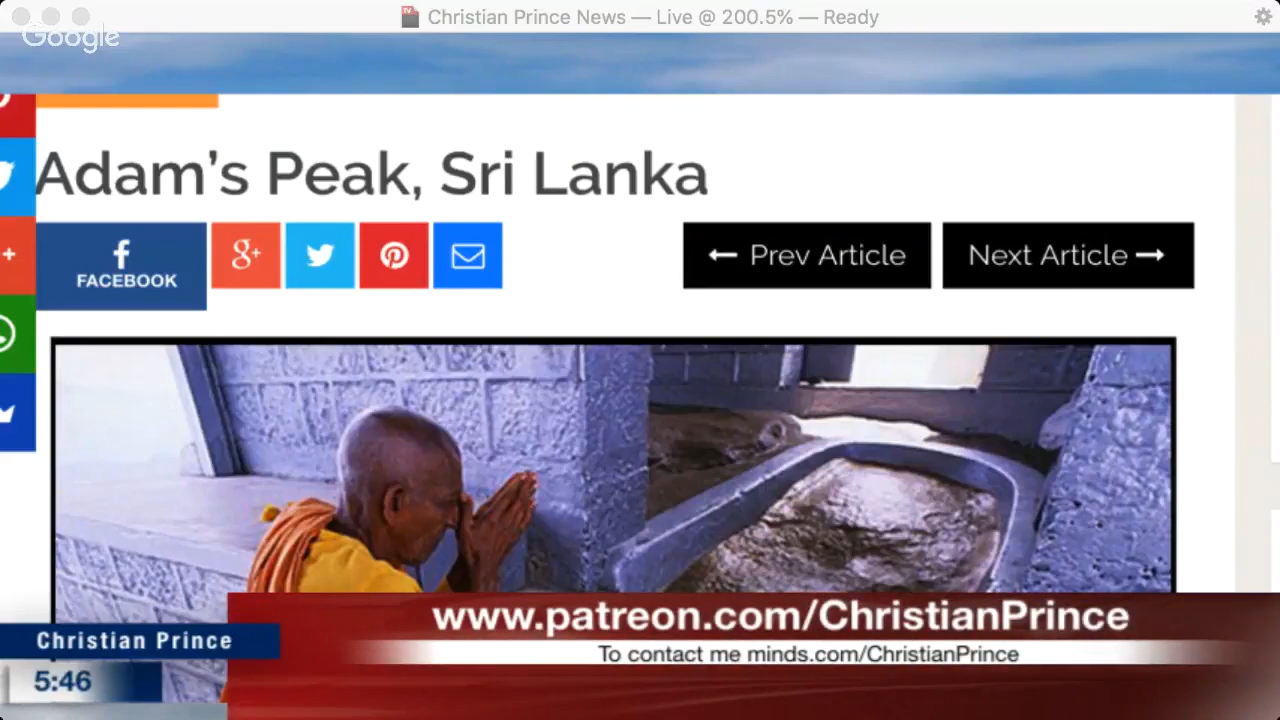 Christian Prince News — Live @ 200.5% — Ready
Google
Adam's Peak, Sri Lanka
FACEBOOK
g+
← Prev Article
Next Article →
www.patreon.com/ChristianPrince
To contact me minds.com/ChristianPrince
Christian Prince
5:46